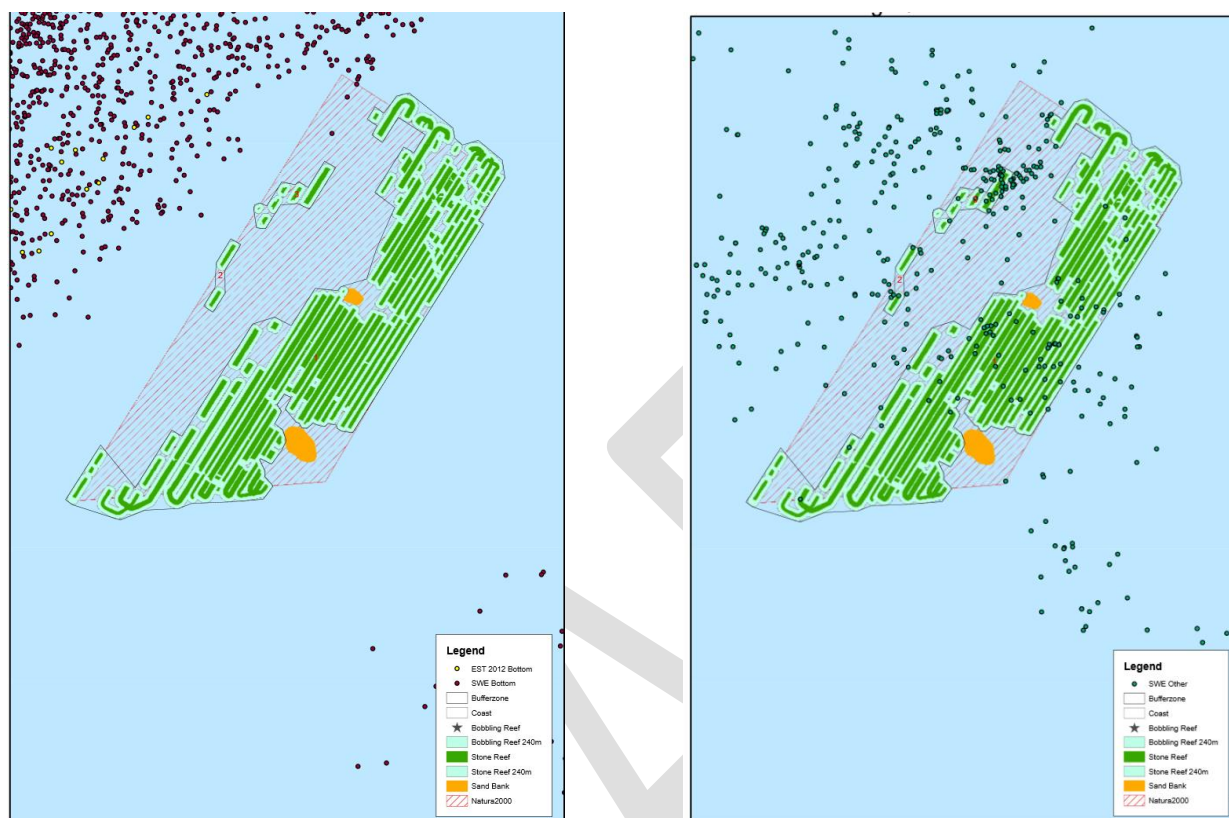 2
Legend
EST 2012 Bottom
SWE Bottom
Bufferzone
Coast
Bobbling Reef
Bobbling Reef 240m
Stone Reef
Stone Reef 240m
Sand Bank
Natura2000
2
Legend
SWE Other
Bufferzone
Coast
Bobbling Reef
Bobbling Reef 240m
Stone Reef
Stone Reef 240m
Sand Bank
Natura2000